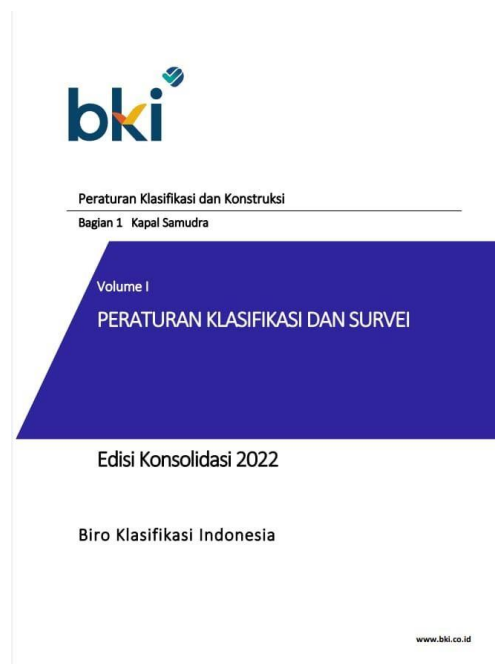 bki
Peraturan Klasifikasi dan Konstruksi
Bagian 1 Kapal Samudra
Volume I
PERATURAN KLASIFIKASI DAN SURVEI
Edisi Konsolidasi 2022
Biro Klasifikasi Indonesia
www.bki.co.id